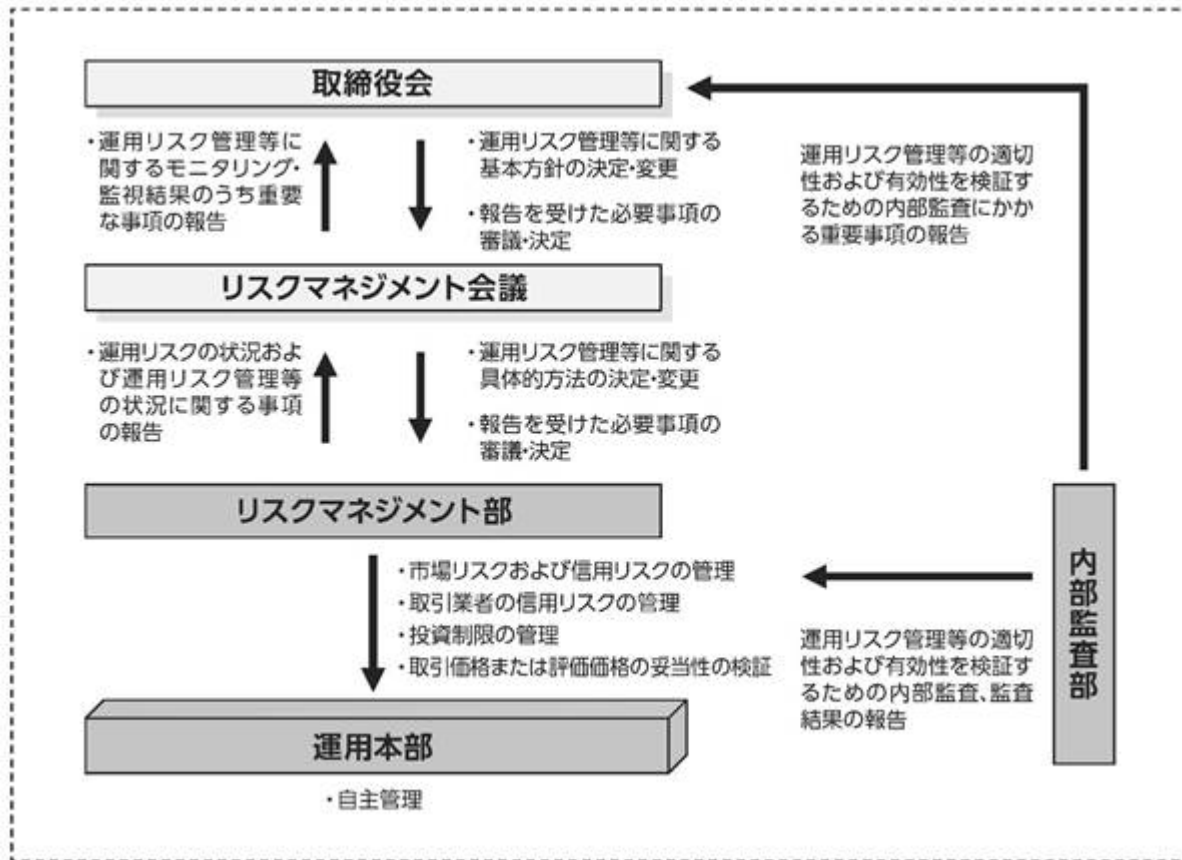 取締役会
・運用リスク管理等に
関するモニタリング・
監視結果のうち重要
な事項の報告
・運用リスク管理等に関する
基本方針の決定・変更
・報告を受けた必要事項の
審議・決定
運用リスク管理等の適切
性および有効性を検証す
るための内部監査にかか
る重要事項の報告
リスクマネジメント会議
・運用リスクの状況およ
び運用リスク管理等
の状況に関する事項
の報告
・運用リスク管理等に関する
具体的方法の決定・変更
・報告を受けた必要事項の
審議・決定
リスクマネジメント部
・市場リスクおよび信用リスクの管理
・取引業者の信用リスクの管理
・投資制限の管理
・取引価格または評価価格の妥当性の検証
運用リスク管理等の適切
性および有効性を検証す
るための内部監査、監査
結果の報告
内部監査部
運用本部
・自主管理